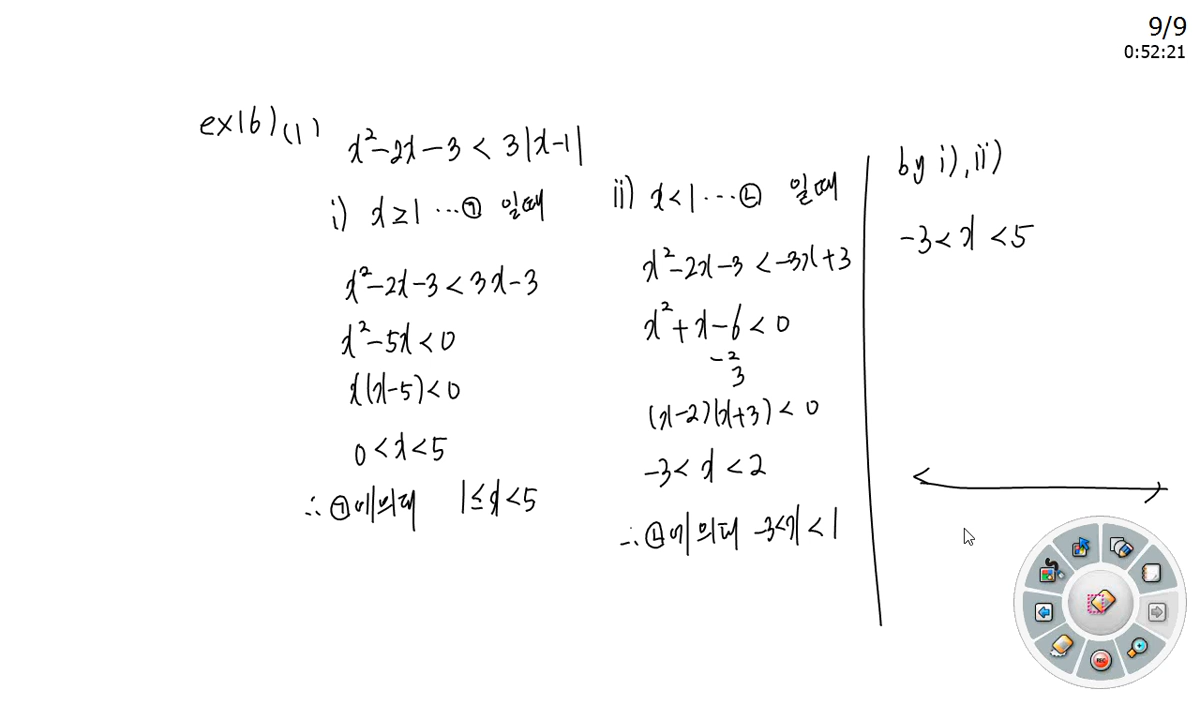 9/9
0:52:21
ex16) (1)
x²-2x-3 < 3|x-1|
i) x≥1 … ㉠ 일때
x²-2x-3 < 3x-3
x²-5x < 0
x(x-5) < 0
0 < x < 5
∴ ㉠에의해 1≤x<5
ii) x<1 … ㉡ 일때
x²-2x-3 < -3x+3
x²+x-6 < 0
-2
3
(x-2)(x+3) < 0
-3 < x < 2
∴ ㉡에 의해 -3<x<1
by i), ii)
-3 < x < 5
REC